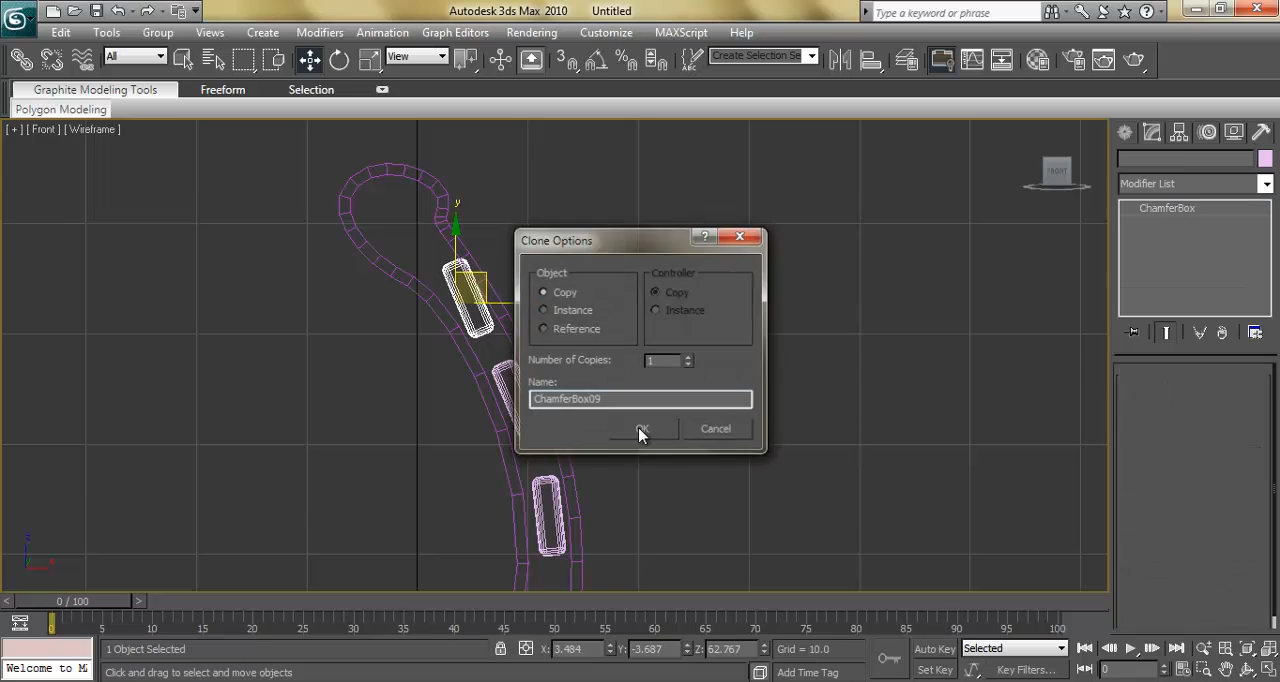 Autodesk 3ds Max 2010 Untitled
Type a keyword or phrase
Edit Tools Group Views Create Modifiers Animation Graph Editors Rendering Customize MAXScript Help
All View 3 Create Selection Se
Graphite Modeling Tools Freeform Selection
Polygon Modeling
[ + ] [ Front ] [ Wireframe ]
FRONT
Modifier List
ChamferBox
y
Clone Options
Object Controller
Copy Copy
Instance Instance
Reference
Number of Copies: 1
Name:
ChamferBox09
OK Cancel
z
x
< 0 / 100 >
0 5 10 15 20 25 30 35 40 45 50 55 60 65 70 75 80 85 90 95 100
1 Object Selected X: 3.484 Y: -3.687 Z: 62.767 Grid = 10.0 Auto Key Selected
Welcome to M Click and drag to select and move objects Add Time Tag Set Key Key Filters... 0